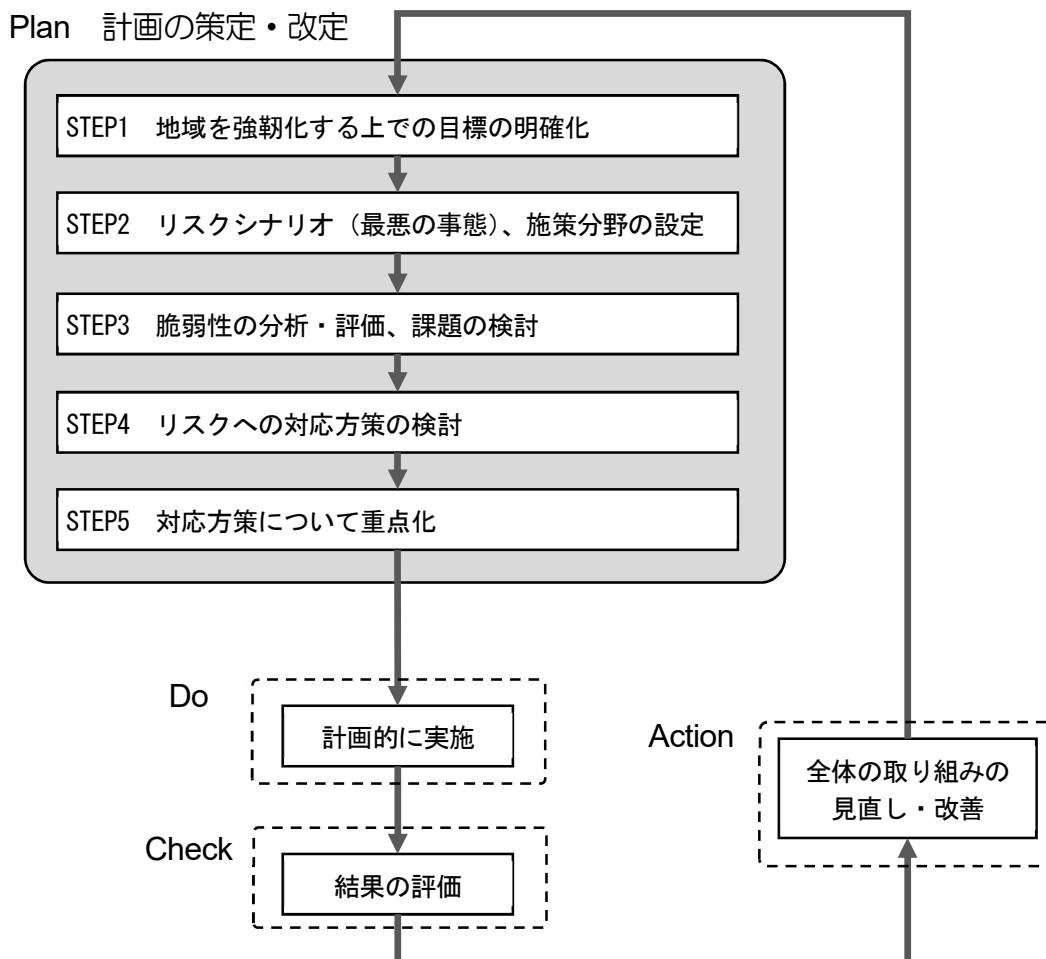 Plan　計画の策定・改定
STEP1　地域を強靭化する上での目標の明確化
STEP2　リスクシナリオ（最悪の事態）、施策分野の設定
STEP3　脆弱性の分析・評価、課題の検討
STEP4　リスクへの対応方策の検討
STEP5　対応方策について重点化
Do
計画的に実施
Check
結果の評価
Action
全体の取り組みの
見直し・改善